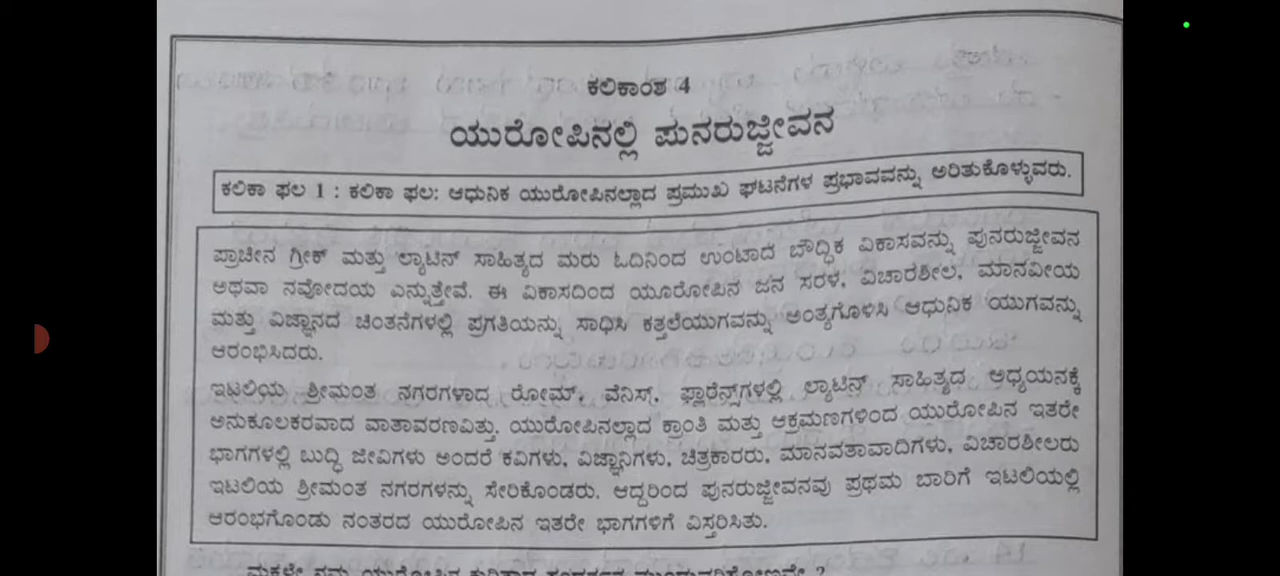 ಕಲಿಕಾಂಶ 4
ಯುರೋಪಿನಲ್ಲಿ ಪುನರುಜ್ಜೀವನ
ಕಲಿಕಾ ಫಲ 1 : ಕಲಿಕಾ ಫಲ: ಆಧುನಿಕ ಯುರೋಪಿನಲ್ಲಾದ ಪ್ರಮುಖ ಘಟನೆಗಳ ಪ್ರಭಾವವನ್ನು ಅರಿತುಕೊಳ್ಳುವರು.
ಪ್ರಾಚೀನ ಗ್ರೀಕ್ ಮತ್ತು ಲ್ಯಾಟಿನ್ ಸಾಹಿತ್ಯದ ಮರು ಓದಿನಿಂದ ಉಂಟಾದ ಬೌದ್ಧಿಕ ವಿಕಾಸವನ್ನು ಪುನರುಜ್ಜೀವನ
ಅಥವಾ ನವೋದಯ ಎನ್ನುತ್ತೇವೆ. ಈ ವಿಕಾಸದಿಂದ ಯೂರೋಪಿನ ಜನ ಸರಳ, ವಿಚಾರಶೀಲ, ಮಾನವೀಯ
ಮತ್ತು ವಿಜ್ಞಾನದ ಚಿಂತನೆಗಳಲ್ಲಿ ಪ್ರಗತಿಯನ್ನು ಸಾಧಿಸಿ ಕತ್ತಲೆಯುಗವನ್ನು ಅಂತ್ಯಗೊಳಿಸಿ ಆಧುನಿಕ ಯುಗವನ್ನು
ಆರಂಭಿಸಿದರು.
ಇಟಲಿಯ ಶ್ರೀಮಂತ ನಗರಗಳಾದ ರೋಮ್, ವೆನಿಸ್, ಫ್ಲಾರೆನ್ಸ್‌ಗಳಲ್ಲಿ ಲ್ಯಾಟಿನ್ ಸಾಹಿತ್ಯದ ಅಧ್ಯಯನಕ್ಕೆ
ಅನುಕೂಲಕರವಾದ ವಾತಾವರಣವಿತ್ತು. ಯುರೋಪಿನಲ್ಲಾದ ಕ್ರಾಂತಿ ಮತ್ತು ಆಕ್ರಮಣಗಳಿಂದ ಯುರೋಪಿನ ಇತರೇ
ಭಾಗಗಳಲ್ಲಿ ಬುದ್ಧಿ ಜೀವಿಗಳು ಅಂದರೆ ಕವಿಗಳು, ವಿಜ್ಞಾನಿಗಳು, ಚಿತ್ರಕಾರರು, ಮಾನವತಾವಾದಿಗಳು, ವಿಚಾರಶೀಲರು
ಇಟಲಿಯ ಶ್ರೀಮಂತ ನಗರಗಳನ್ನು ಸೇರಿಕೊಂಡರು. ಆದ್ದರಿಂದ ಪುನರುಜ್ಜೀವನವು ಪ್ರಥಮ ಬಾರಿಗೆ ಇಟಲಿಯಲ್ಲಿ
ಆರಂಭಗೊಂಡು ನಂತರದ ಯುರೋಪಿನ ಇತರೇ ಭಾಗಗಳಿಗೆ ವಿಸ್ತರಿಸಿತು.